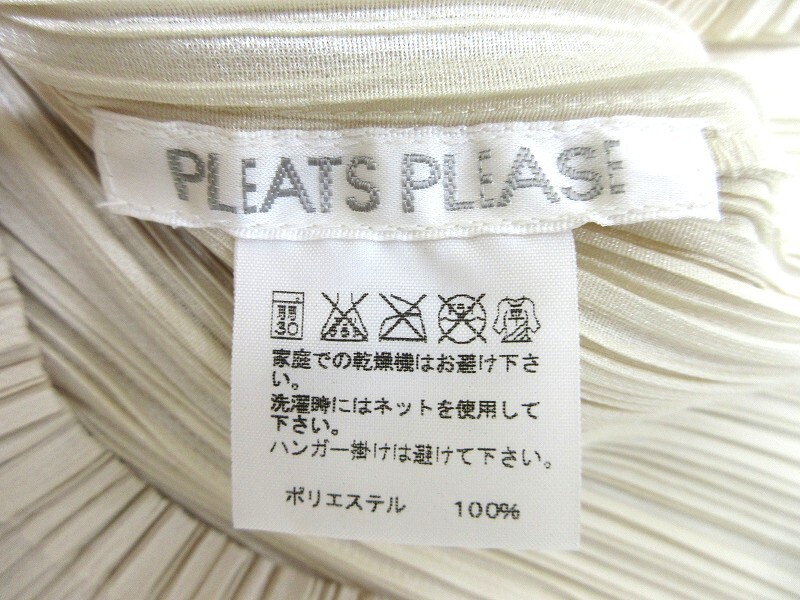 PLEATS PLEASE
弱
30
家庭での乾燥機はお避け下さ
い。
洗濯時にはネットを使用して
下さい。
ハンガー掛けは避けて下さい。
ポリエステル 100%